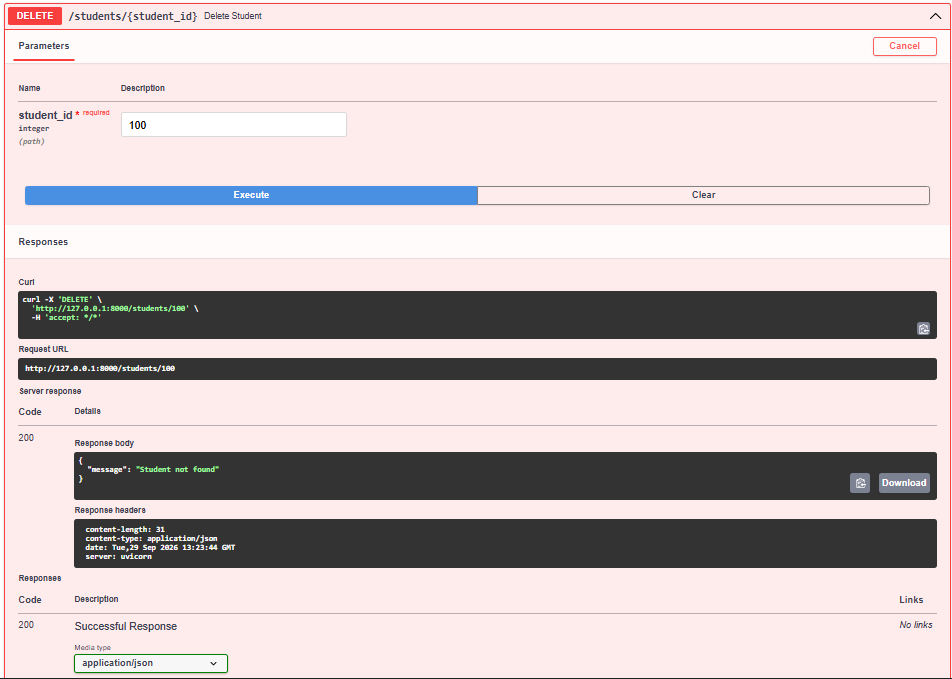 DELETE /students/{student_id} Delete Student
Parameters
Cancel
Name Description
student_id * required
integer
(path)
100
Execute Clear
Responses
Curl
curl -X 'DELETE' \
'http://127.0.0.1:8000/students/100' \
-H 'accept: */*'
Request URL
http://127.0.0.1:8000/students/100
Server response
Code Details
200
Response body
{
"message": "Student not found"
}
Download
Response headers
content-length: 31
content-type: application/json
date: Tue,29 Sep 2026 13:23:44 GMT
server: uvicorn
Responses
Code Description Links
200 Successful Response No links
Media type
application/json